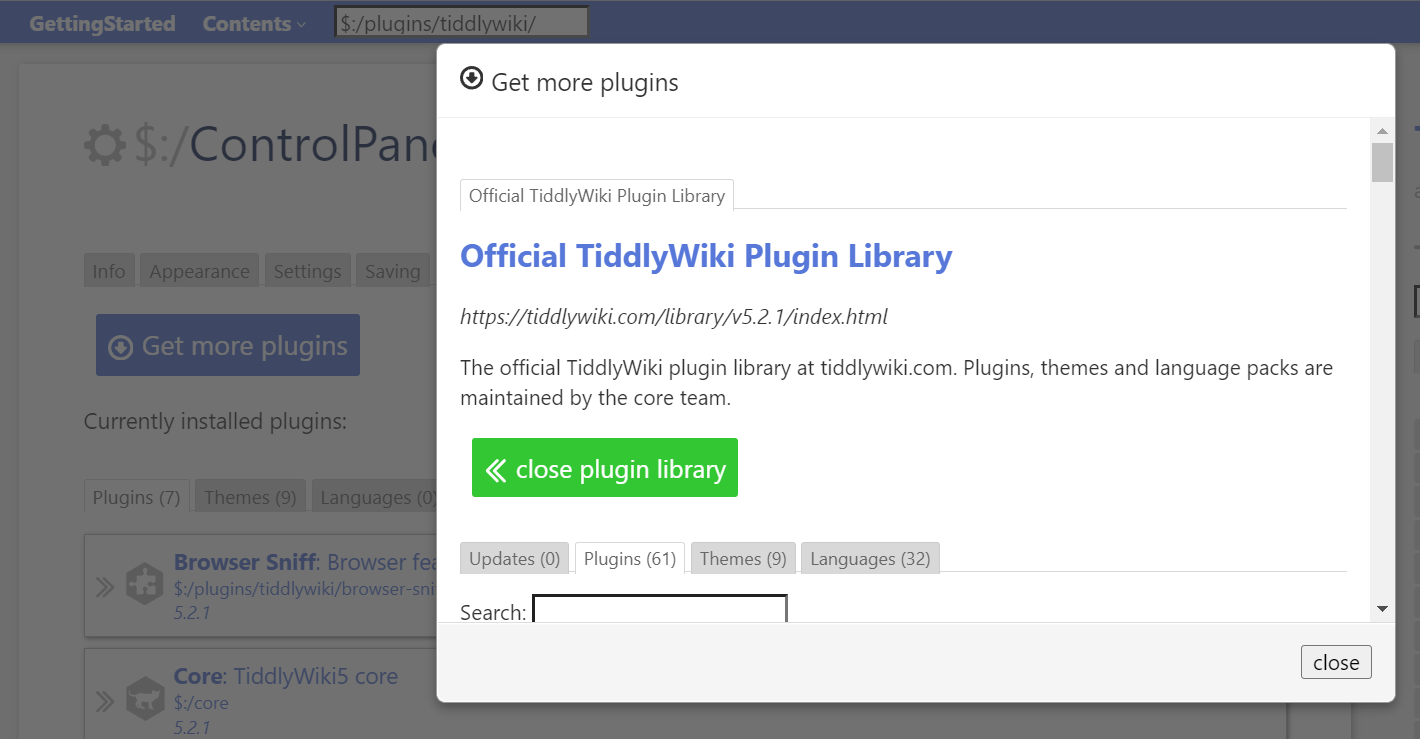 GettingStarted Contents $:/plugins/tiddlywiki/
Get more plugins
$:/ControlPan
Official TiddlyWiki Plugin Library
Official TiddlyWiki Plugin Library
https://tiddlywiki.com/library/v5.2.1/index.html
The official TiddlyWiki plugin library at tiddlywiki.com. Plugins, themes and language packs are
maintained by the core team.
close plugin library
Updates (0) Plugins (61) Themes (9) Languages (32)
Search:
close
Info Appearance Settings Saving
Get more plugins
Currently installed plugins:
Plugins (7) Themes (9) Languages (0)
Browser Sniff: Browser fea
$:/plugins/tiddlywiki/browser-sni
5.2.1
Core: TiddlyWiki5 core
$:/core
5.2.1